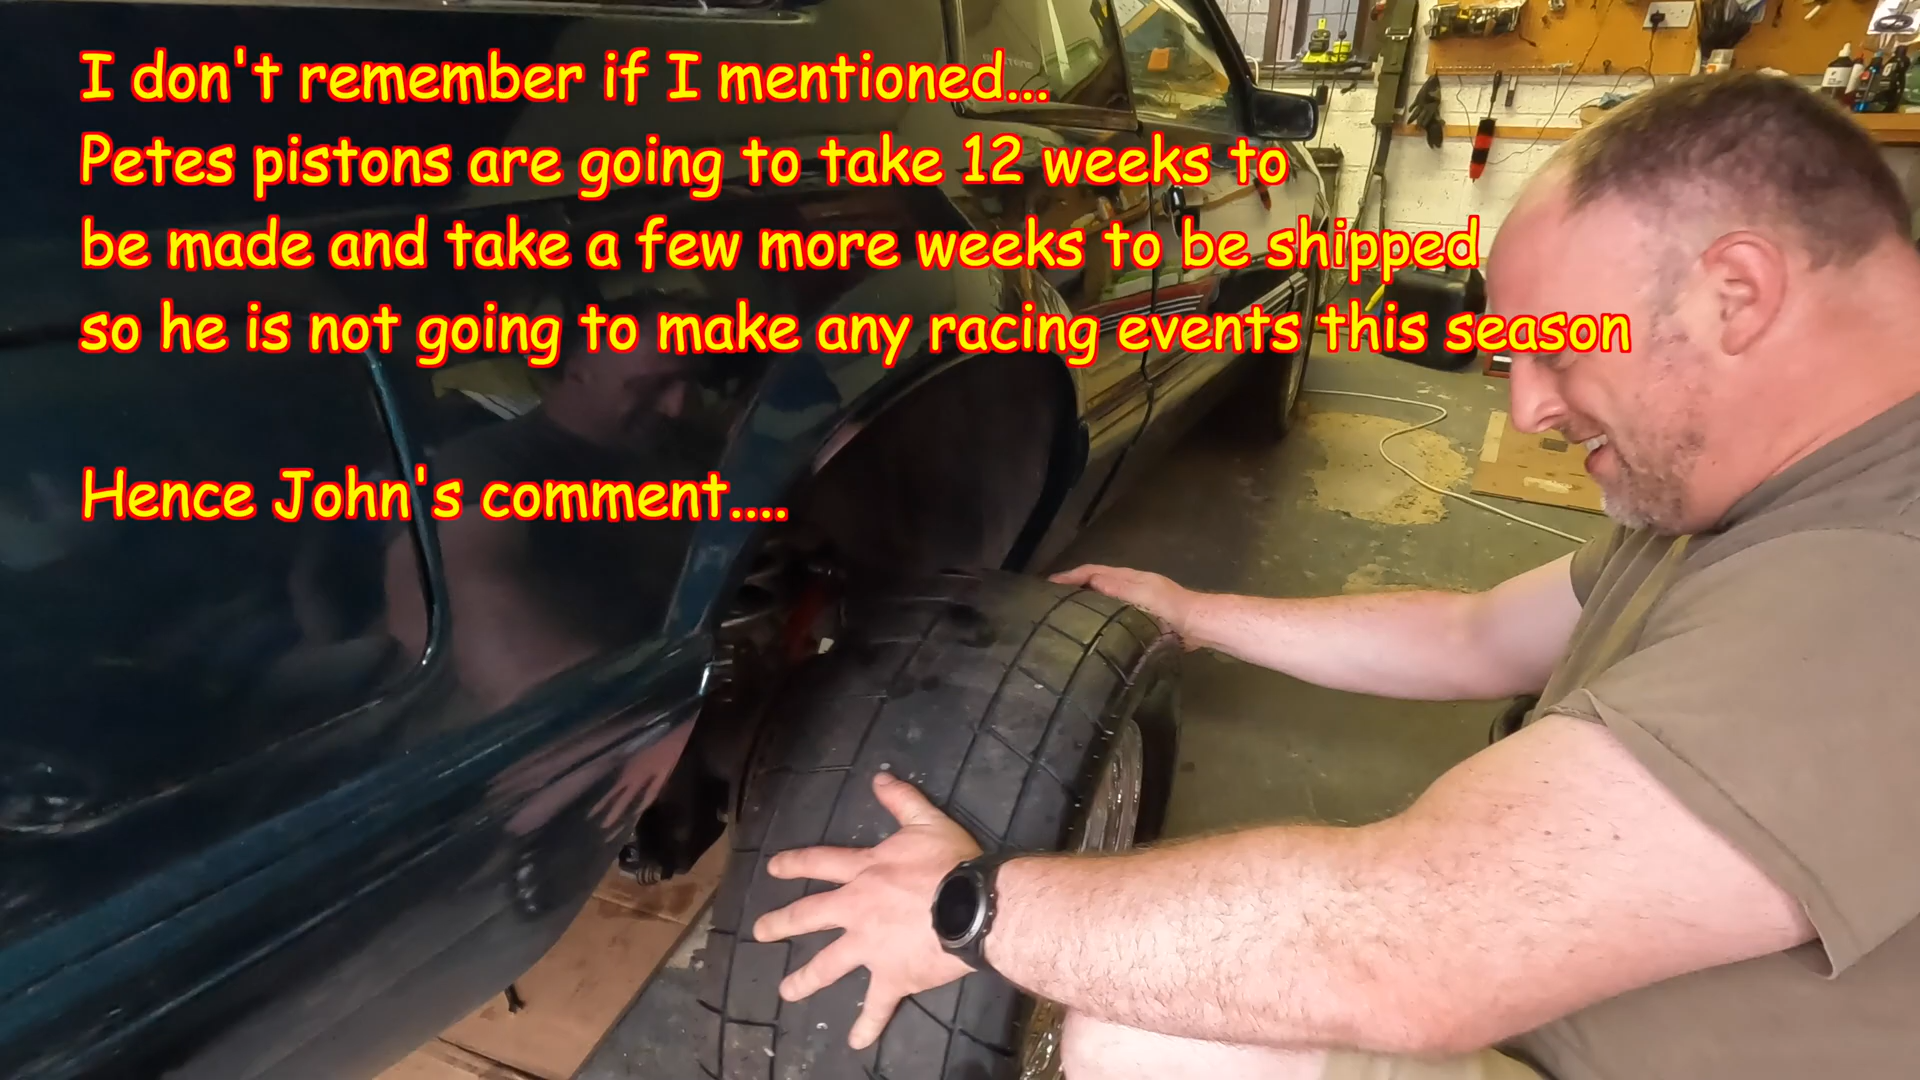 I don't remember if I mentioned...
Petes pistons are going to take 12 weeks to
be made and take a few more weeks to be shipped
so he is not going to make any racing events this season
Hence John's comment....